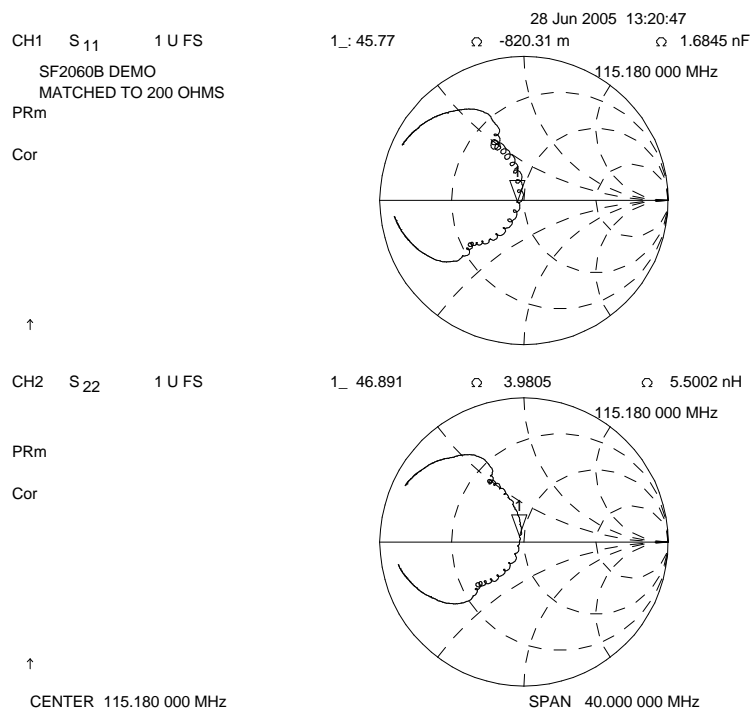 28 Jun 2005 13:20:47
CH1 S 11 1 U FS 1_: 45.77 Ω -820.31 m Ω 1.6845 nF
SF2060B DEMO 115.180 000 MHz
MATCHED TO 200 OHMS
PRm
Cor
↑
CH2 S 22 1 U FS 1_ 46.891 Ω 3.9805 Ω 5.5002 nH
115.180 000 MHz
PRm
Cor
↑
CENTER 115.180 000 MHz SPAN 40.000 000 MHz